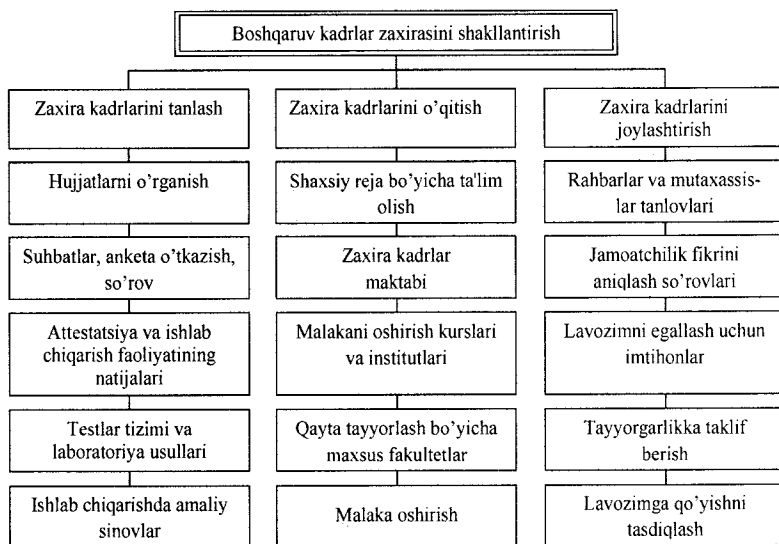 Boshqaruv kadrlar zaxirasini shakllantirish
Zaxira kadrlarini tanlash
Hujjatlarni o'rganish
Suhbatlar, anketa o'tkazish,
so'rov
Attestatsiya va ishlab
chiqarish faoliyatining
natijalari
Testlar tizimi va
laboratoriya usullari
Ishlab chiqarishda amaliy
sinovlar
Zaxira kadrlarini o'qitish
Shaxsiy reja bo'yicha ta'lim
olish
Zaxira kadrlar
maktabi
Malakani oshirish kurslari
va institutlari
Qayta tayyorlash bo'yicha
maxsus fakultetlar
Malaka oshirish
Zaxira kadrlarini
joylashtirish
Rahbarlar va mutaxassis-
lar tanlovlari
Jamoatchilik fikrini
aniqlash so'rovlari
Lavozimni egallash uchun
imtihonlar
Tayyorgarlikka taklif
berish
Lavozimga qo'yishni
tasdiqlash